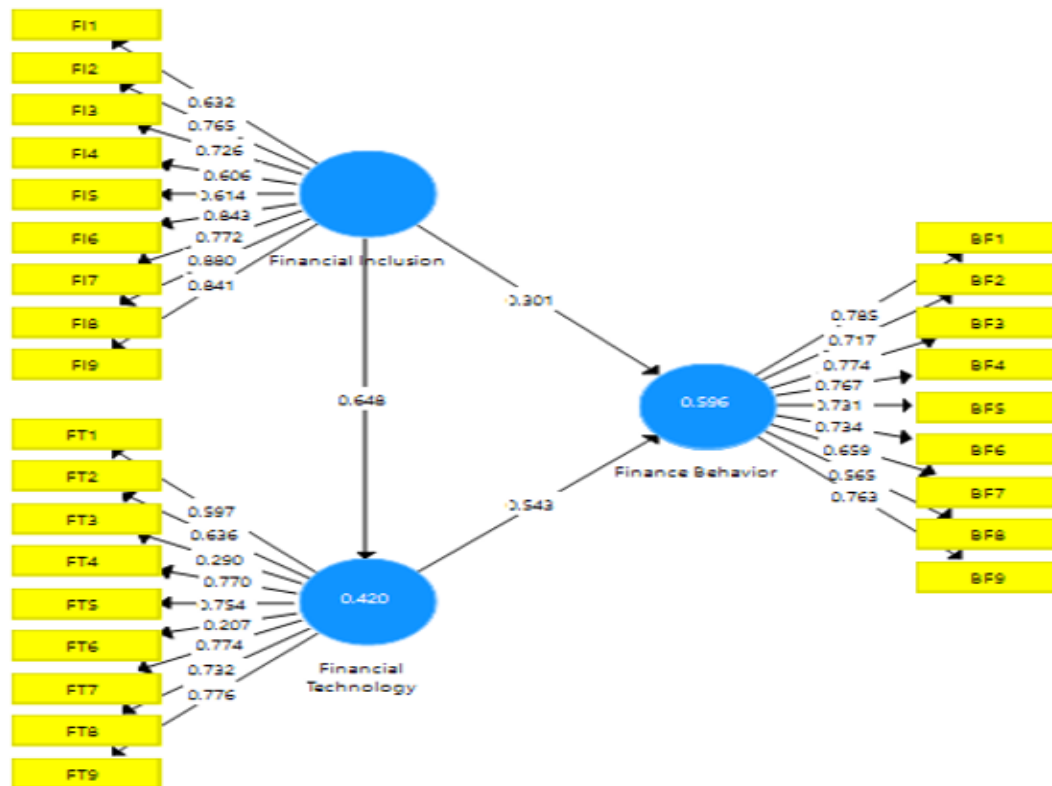 FI1
FI2
FI3
FI4
FI5
FI6
FI7
FI8
FI9
0.632
0.765
0.726
0.606
0.614
0.843
0.772
0.880
0.841
Financial Inclusion
0.301
0.648
BF1
BF2
BF3
BF4
BF5
BF6
BF7
BF8
BF9
0.785
0.717
0.774
0.767
0.731
0.734
0.659
0.565
0.763
0.596
Finance Behavior
0.543
FT1
FT2
FT3
FT4
FT5
FT6
FT7
FT8
FT9
0.597
0.636
0.290
0.770
0.754
0.207
0.774
0.732
0.776
0.420
Financial
Technology